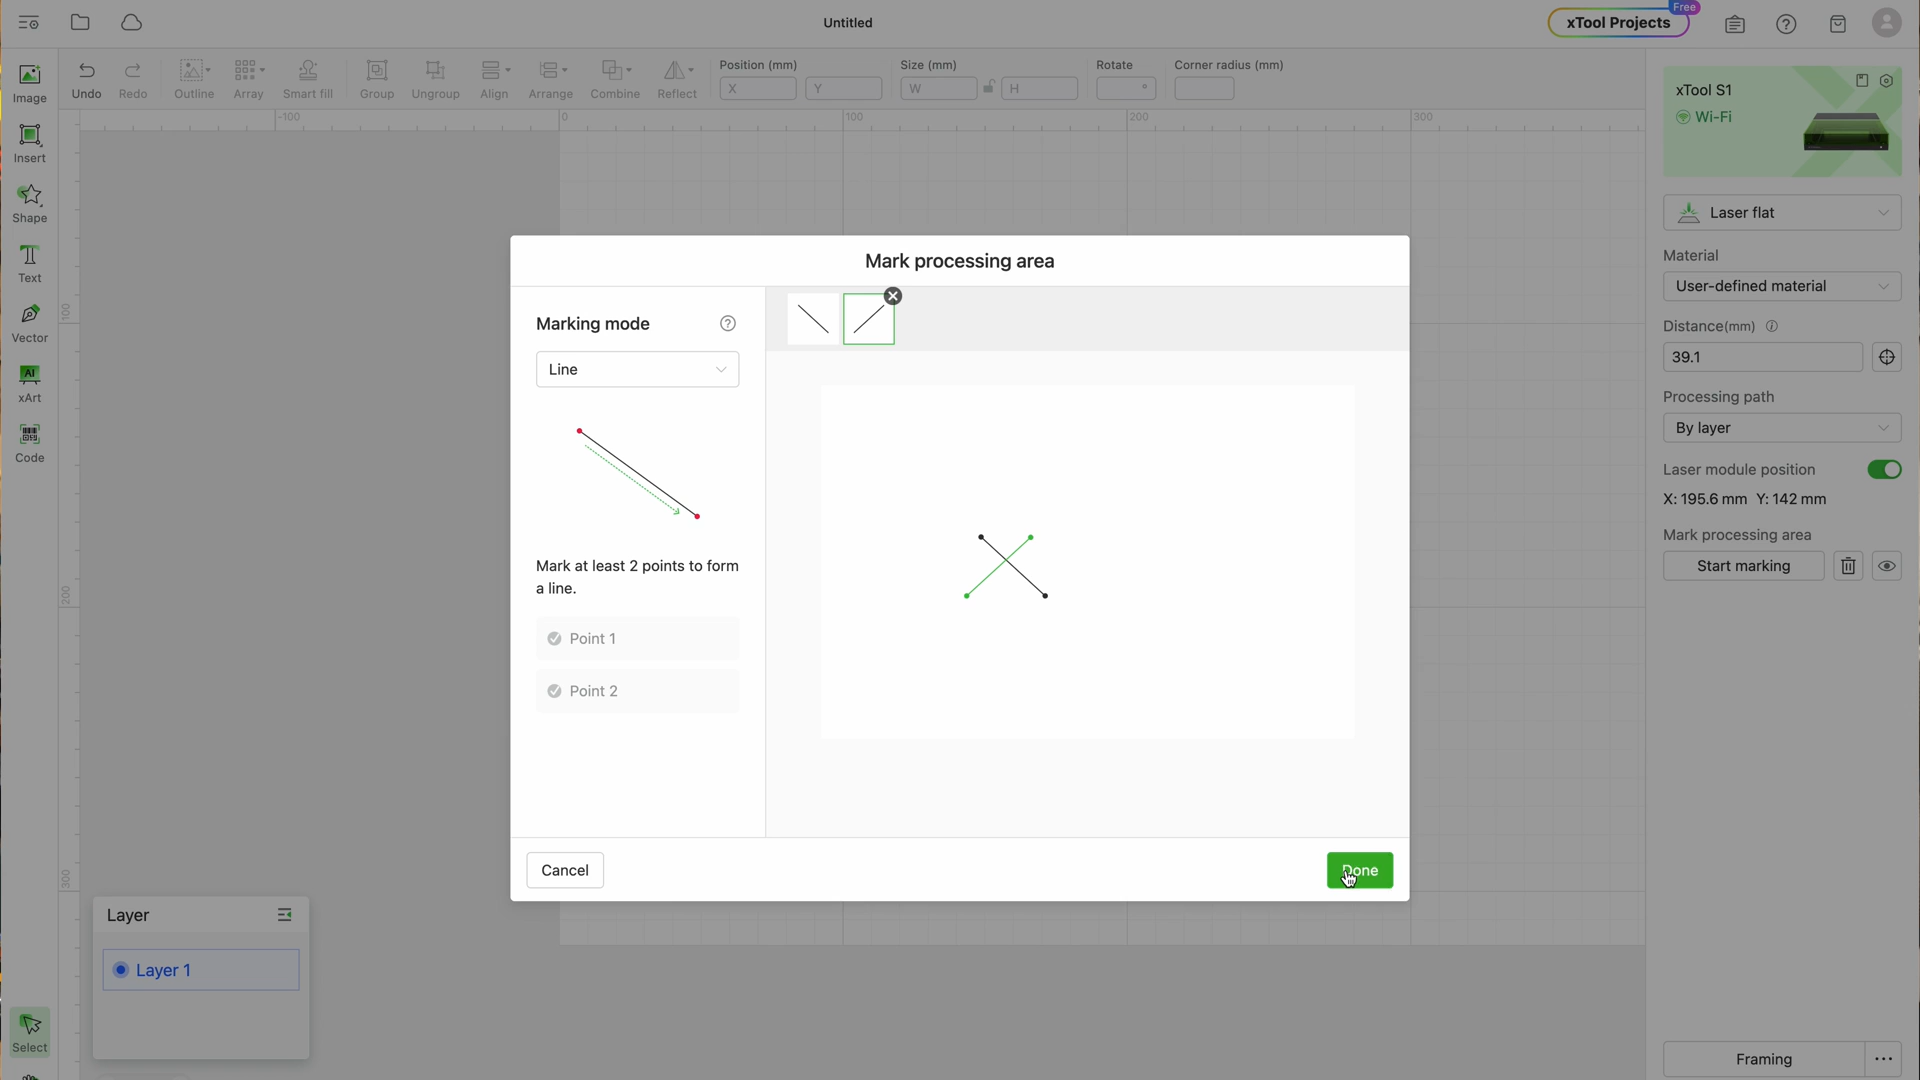 Untitled
xTool Projects
Free
Image
Insert
Shape
Text
Vector
AI
xArt
Code
Select
Undo
Redo
Outline
Array
Smart fill
Group
Ungroup
Align
Arrange
Combine
Reflect
Position (mm)
X
Y
Size (mm)
W
H
Rotate
°
Corner radius (mm)
-100
0
100
200
300
100
200
300
Mark processing area
Marking mode
?
Line
Mark at least 2 points to form
a line.
Point 1
Point 2
Cancel
Done
Layer
Layer 1
xTool S1
Wi-Fi
Laser flat
Material
User-defined material
Distance(mm)
39.1
Processing path
By layer
Laser module position
X: 195.6 mm Y: 142 mm
Mark processing area
Start marking
Framing